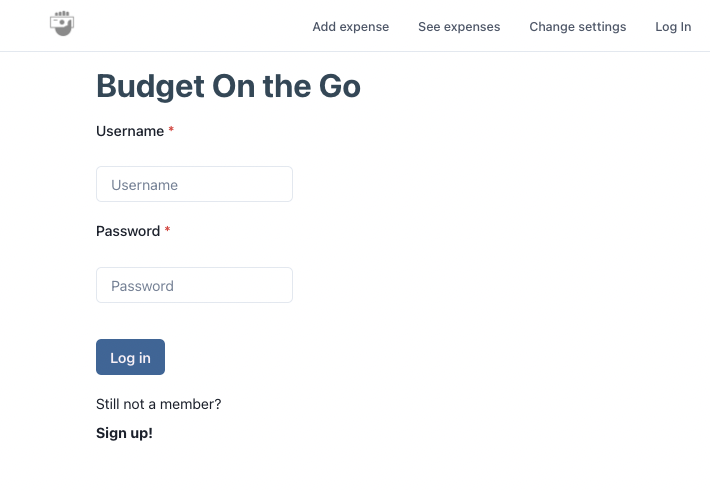 Add expense See expenses Change settings Log In
Budget On the Go
Username *
Username
Password *
Password
Log in
Still not a member?
Sign up!